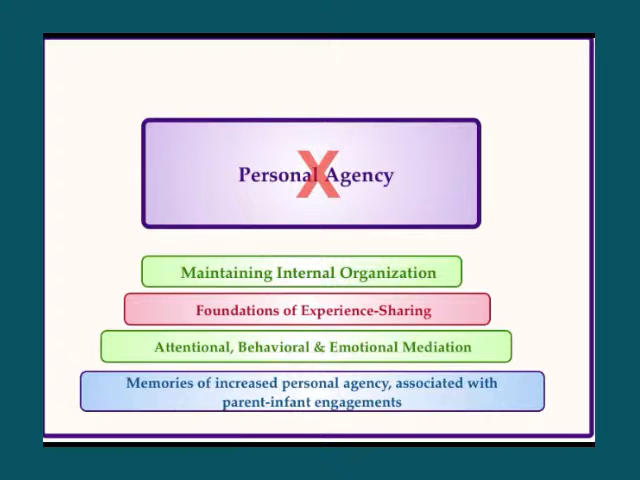 Personal Agency
X
Maintaining Internal Organization
Foundations of Experience-Sharing
Attentional, Behavioral & Emotional Mediation
Memories of increased personal agency, associated with
parent-infant engagements